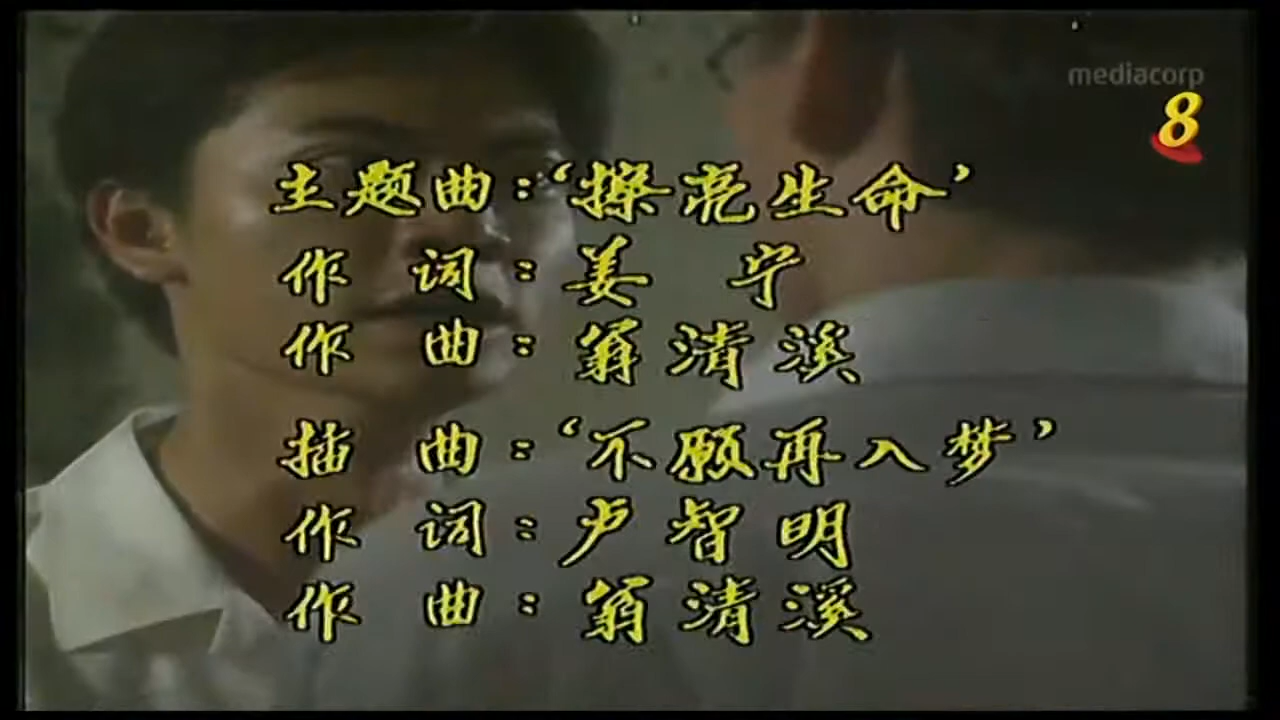 mediacorp
8
主题曲:‘擦亮生命’
作 词:姜 宁
作 曲:翁清溪
插 曲:‘不愿再入梦’
作 词:卢智明
作 曲:翁清溪